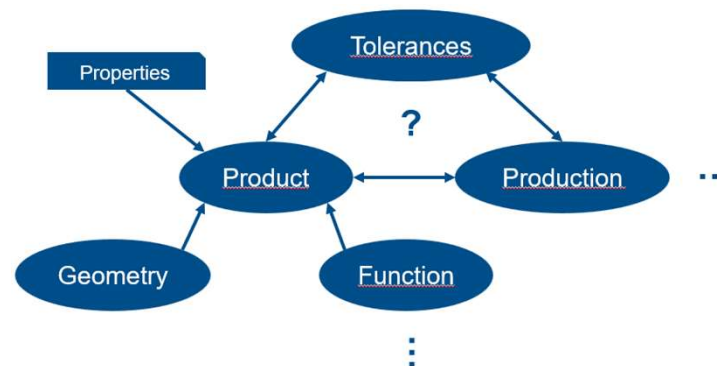 Tolerances
Properties
?
Product
Production
..
Geometry
Function
⋮